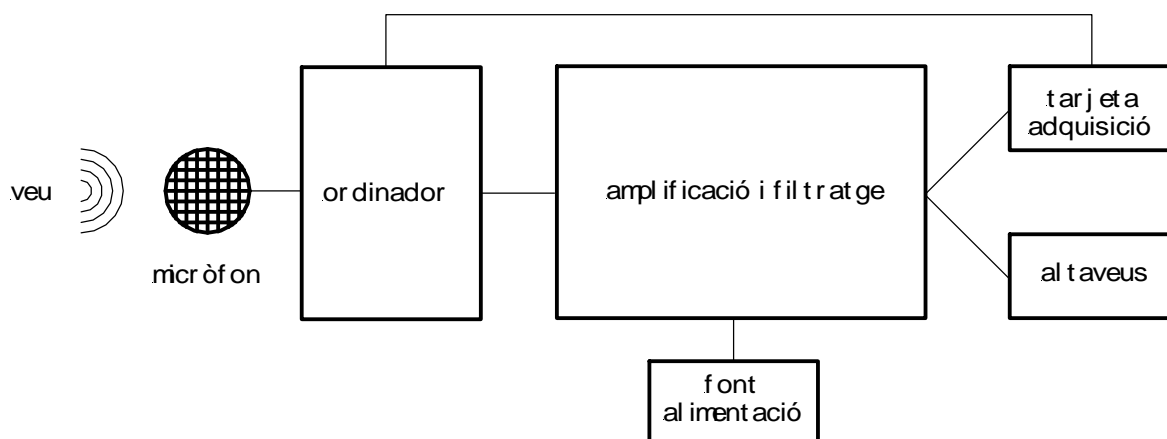 veu
micròfon
ordinador
amplificació i filtratge
tarjeta
adquisició
altaveus
font
alimentació